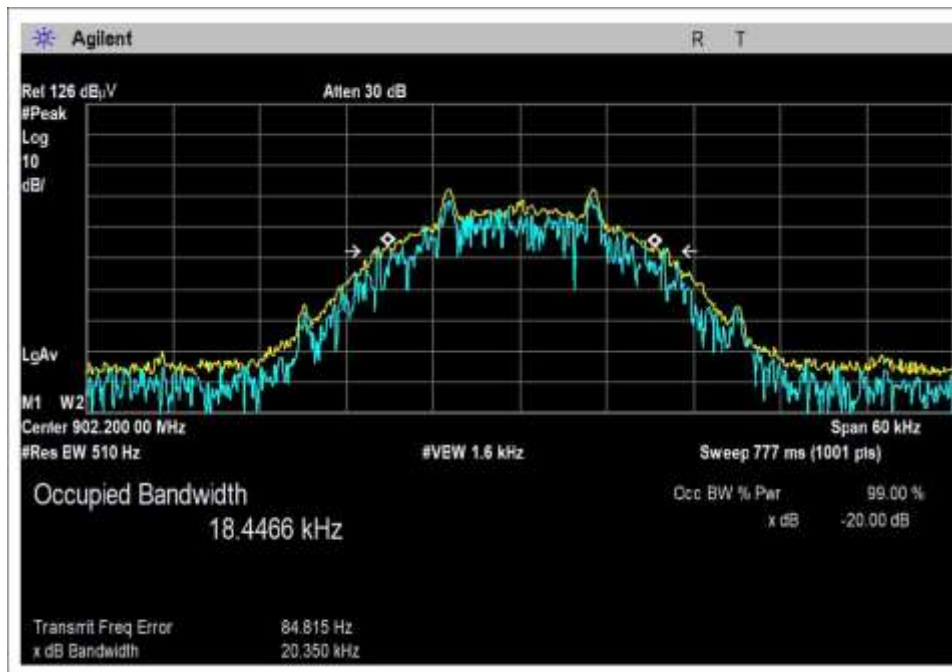 Agilent R T
Ref 126 dBµV Atten 30 dB
#Peak
Log
10
dB/
LgAv
M1 W2
Center 902.200 00 MHz Span 60 kHz
#Res BW 510 Hz #VBW 1.6 kHz Sweep 777 ms (1001 pts)
Occupied Bandwidth Occ BW % Pwr 99.00 %
18.4466 kHz x dB -20.00 dB
Transmit Freq Error 84.815 Hz
x dB Bandwidth 20.350 kHz